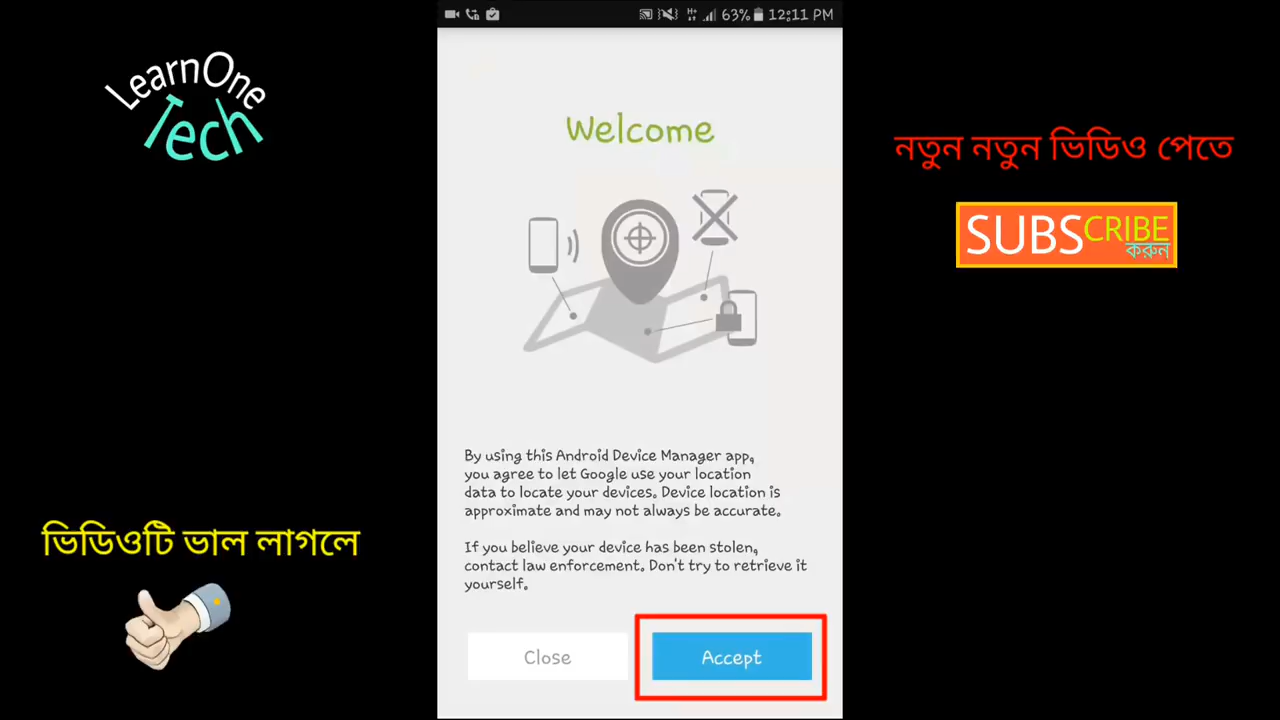 LearnOne
Tech
63% 12:11 PM
Welcome
By using this Android Device Manager app,
you agree to let Google use your location
data to locate your devices. Device location is
approximate and may not always be accurate.
If you believe your device has been stolen,
contact law enforcement. Don't try to retrieve it
yourself.
Close
Accept
নতুন নতুন ভিডিও পেতে
SUBSCRIBE
করুন
ভিডিওটি ভাল লাগলে